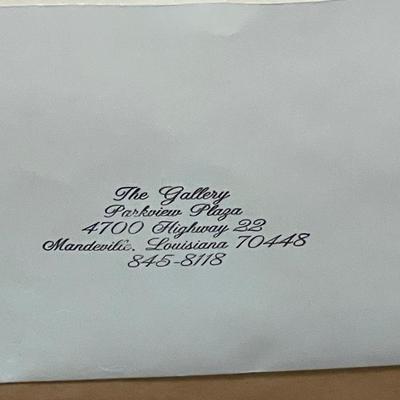 The Gallery
Parkview Plaza
4700 Highway 22
Mandeville, Louisiana 70448
845-8118